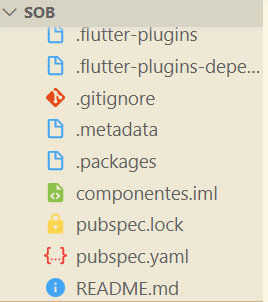 SOB
.flutter-plugins
.flutter-plugins-depe...
.gitignore
.metadata
.packages
componentes.iml
pubspec.lock
pubspec.yaml
README.md